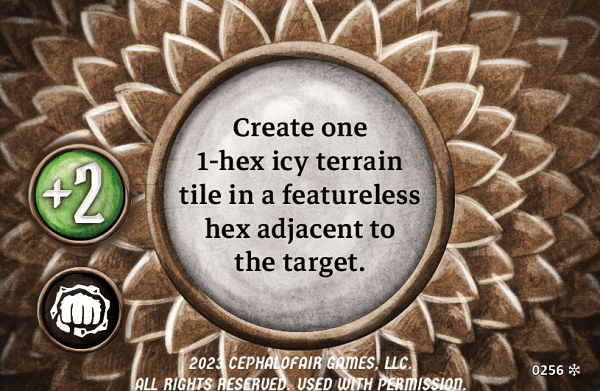 Create one
1-hex icy terrain
tile in a featureless
hex adjacent to
the target.
+2
2023 CEPHALOFAIR GAMES, LLC.
ALL RIGHTS RESERVED. USED WITH PERMISSION.
0256